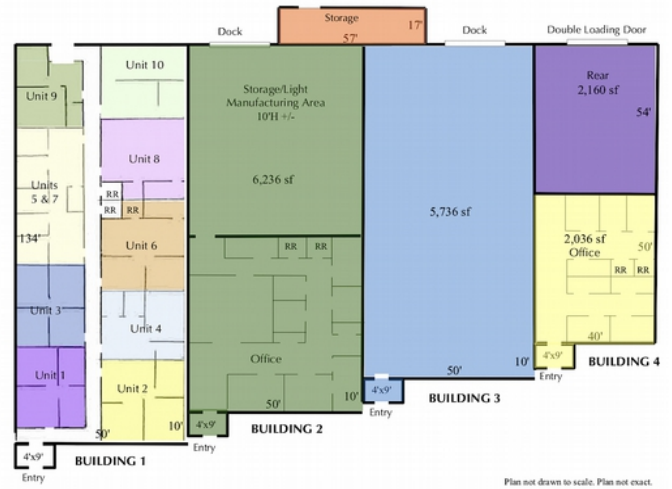 Storage
17'
57'
Dock
Dock
Double Loading Door
Unit 10
Unit 9
Storage/Light
Manufacturing Area
10'H +/-
Rear
2,160 sf
54'
Unit 8
Units
5 & 7
6,236 sf
RR
RR
RR
5,736 sf
134'
Unit 6
RR
RR
2,036 sf
Office
50'
RR
RR
Unit 3
Unit 4
40'
Office
4'x9'
10'
50'
BUILDING 4
Entry
Unit 1
Unit 2
4'x9'
10'
50'
BUILDING 3
Entry
4'x9'
10'
50'
BUILDING 2
Entry
4'x9'
BUILDING 1
Entry
Plan not drawn to scale. Plan not exact.
10'